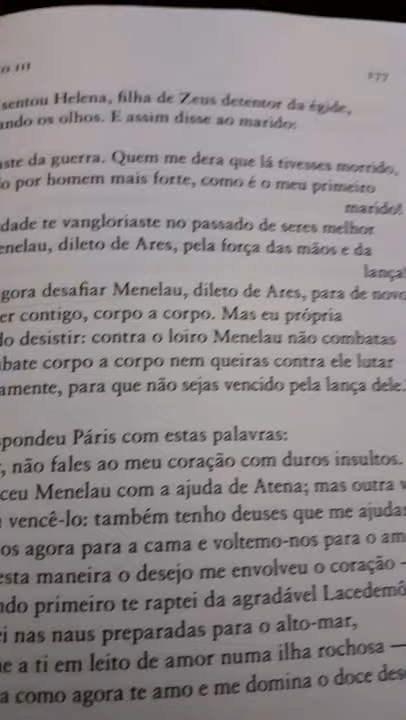 III
177
sentou Helena, filha de Zeus detentor da égide,
ando os olhos. E assim disse ao marido:
aste da guerra. Quem me dera que lá tivesses morrido,
o por homem mais forte, como é o meu primeiro
marido!
dade te vangloriaste no passado de seres melhor
enelau, dileto de Ares, pela força das mãos e da
lança!
gora desafiar Menelau, dileto de Ares, para de novo
er contigo, corpo a corpo. Mas eu própria
do desistir: contra o loiro Menelau não combatas
bate corpo a corpo nem queiras contra ele lutar
amente, para que não sejas vencido pela lança dele.
pondeu Páris com estas palavras:
, não fales ao meu coração com duros insultos.
ceu Menelau com a ajuda de Atena; mas outra v
vencê-lo: também tenho deuses que me ajudar
os agora para a cama e voltemo-nos para o am
esta maneira o desejo me envolveu o coração –
ndo primeiro te raptei da agradável Lacedemô
i nas naus preparadas para o alto-mar,
e a ti em leito de amor numa ilha rochosa —
a como agora te amo e me domina o doce dese